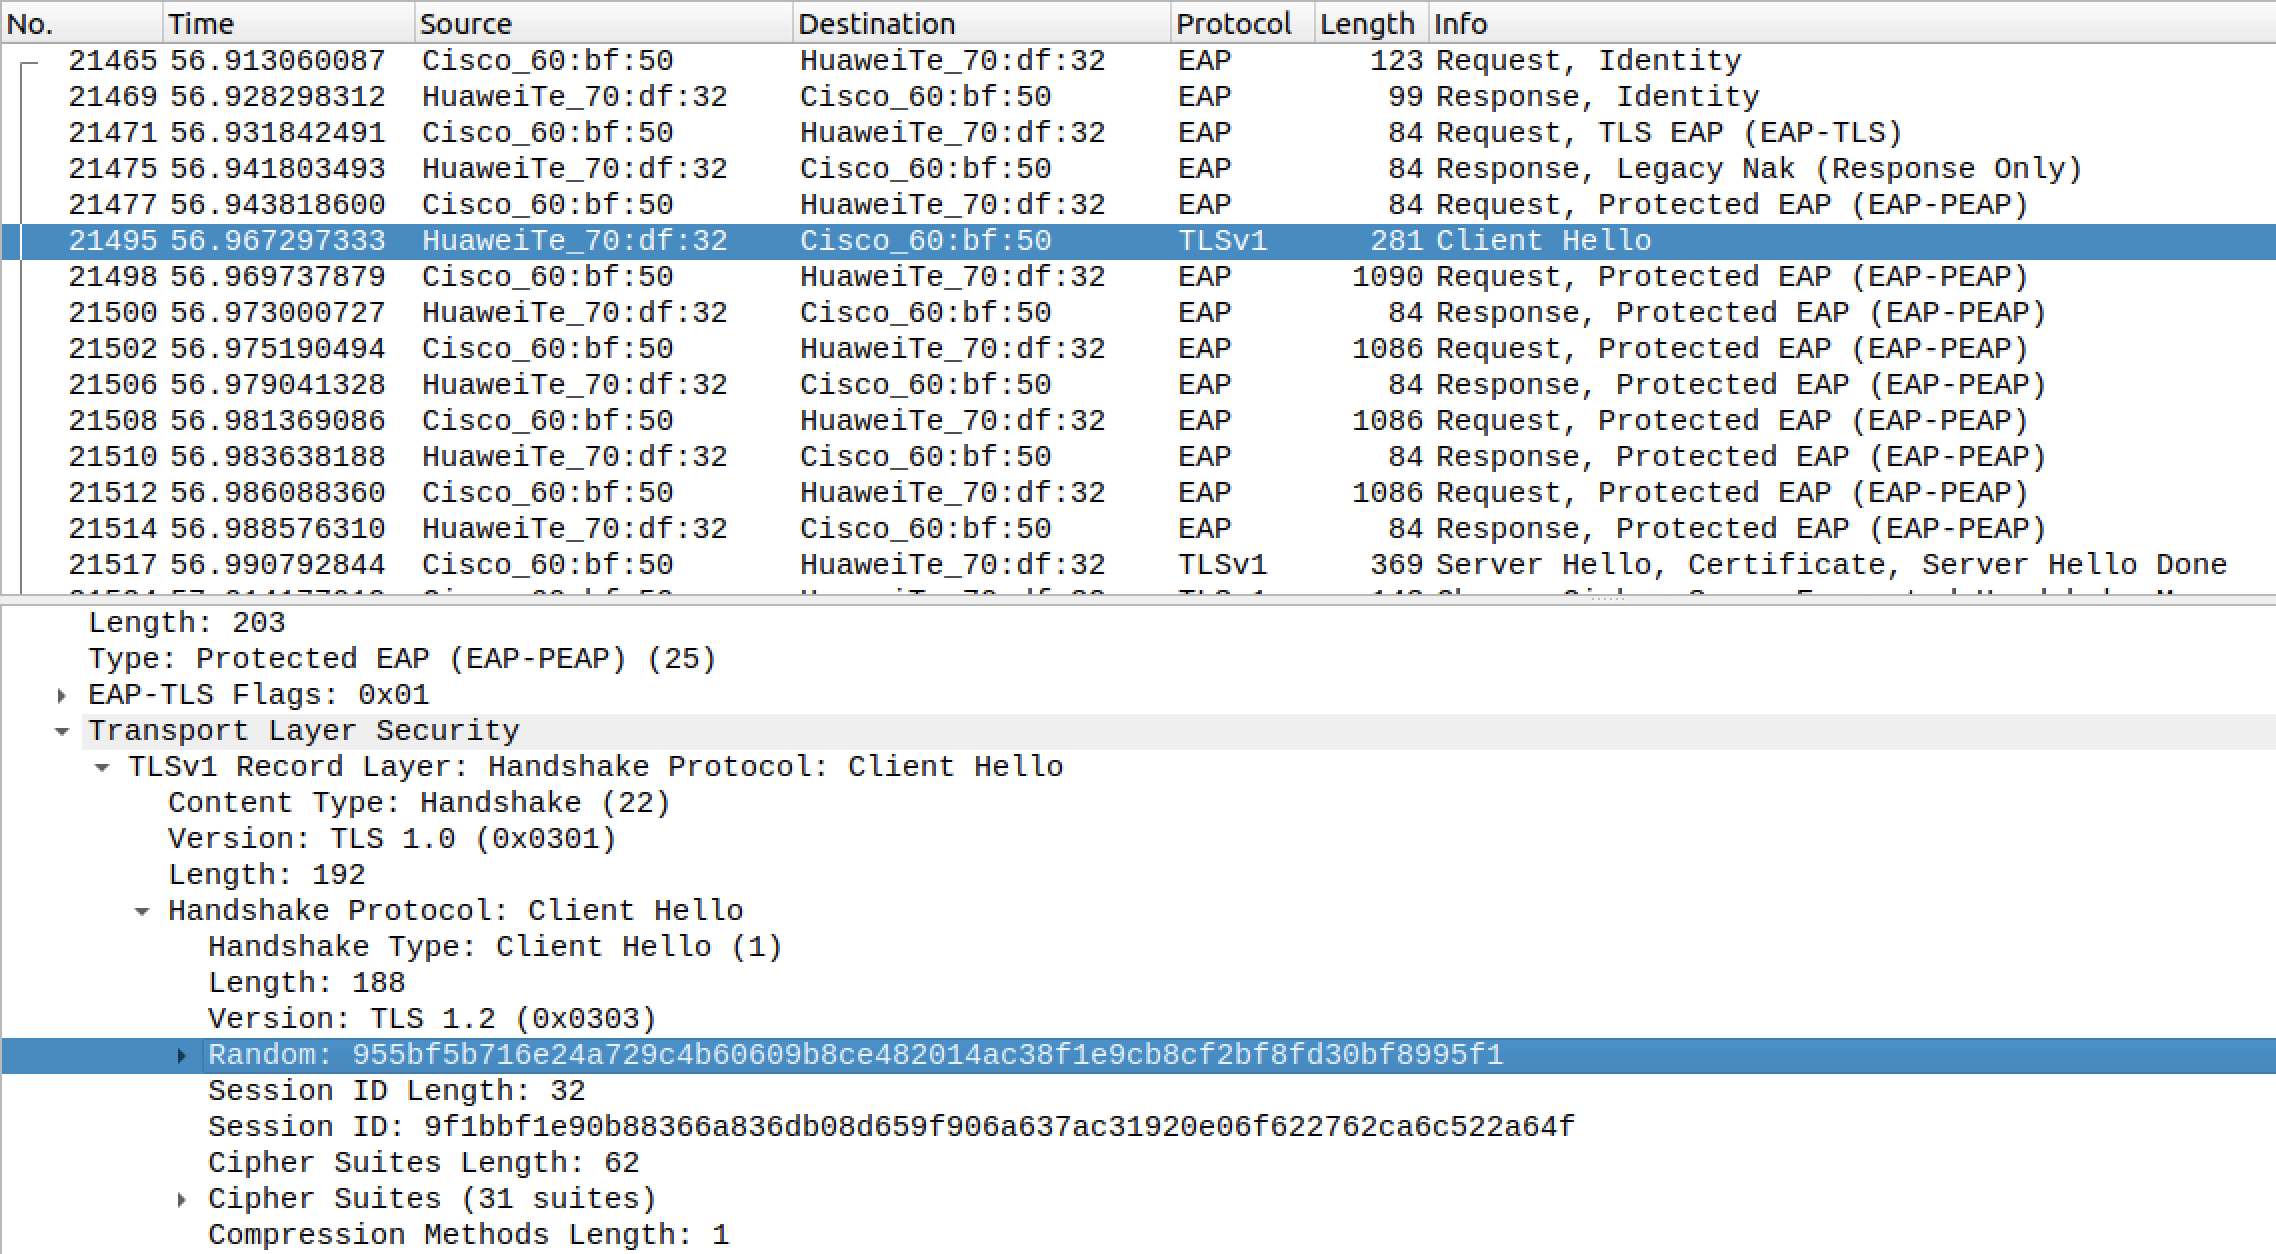 No. Time Source Destination Protocol Length Info
21465 56.913060087 Cisco_60:bf:50 HuaweiTe_70:df:32 EAP 123 Request, Identity
21469 56.928298312 HuaweiTe_70:df:32 Cisco_60:bf:50 EAP 99 Response, Identity
21471 56.931842491 Cisco_60:bf:50 HuaweiTe_70:df:32 EAP 84 Request, TLS EAP (EAP-TLS)
21475 56.941803493 HuaweiTe_70:df:32 Cisco_60:bf:50 EAP 84 Response, Legacy Nak (Response Only)
21477 56.943818600 Cisco_60:bf:50 HuaweiTe_70:df:32 EAP 84 Request, Protected EAP (EAP-PEAP)
21495 56.967297333 HuaweiTe_70:df:32 Cisco_60:bf:50 TLSv1 281 Client Hello
21498 56.969737879 Cisco_60:bf:50 HuaweiTe_70:df:32 EAP 1090 Request, Protected EAP (EAP-PEAP)
21500 56.973000727 HuaweiTe_70:df:32 Cisco_60:bf:50 EAP 84 Response, Protected EAP (EAP-PEAP)
21502 56.975190494 Cisco_60:bf:50 HuaweiTe_70:df:32 EAP 1086 Request, Protected EAP (EAP-PEAP)
21506 56.979041328 HuaweiTe_70:df:32 Cisco_60:bf:50 EAP 84 Response, Protected EAP (EAP-PEAP)
21508 56.981369086 Cisco_60:bf:50 HuaweiTe_70:df:32 EAP 1086 Request, Protected EAP (EAP-PEAP)
21510 56.983638188 HuaweiTe_70:df:32 Cisco_60:bf:50 EAP 84 Response, Protected EAP (EAP-PEAP)
21512 56.986088360 Cisco_60:bf:50 HuaweiTe_70:df:32 EAP 1086 Request, Protected EAP (EAP-PEAP)
21514 56.988576310 HuaweiTe_70:df:32 Cisco_60:bf:50 EAP 84 Response, Protected EAP (EAP-PEAP)
21517 56.990792844 Cisco_60:bf:50 HuaweiTe_70:df:32 TLSv1 369 Server Hello, Certificate, Server Hello Done
Length: 203
Type: Protected EAP (EAP-PEAP) (25)
EAP-TLS Flags: 0x01
Transport Layer Security
TLSv1 Record Layer: Handshake Protocol: Client Hello
Content Type: Handshake (22)
Version: TLS 1.0 (0x0301)
Length: 192
Handshake Protocol: Client Hello
Handshake Type: Client Hello (1)
Length: 188
Version: TLS 1.2 (0x0303)
Random: 955bf5b716e24a729c4b60609b8ce482014ac38f1e9cb8cf2bf8fd30bf8995f1
Session ID Length: 32
Session ID: 9f1bbf1e90b88366a836db08d659f906a637ac31920e06f622762ca6c522a64f
Cipher Suites Length: 62
Cipher Suites (31 suites)
Compression Methods Length: 1